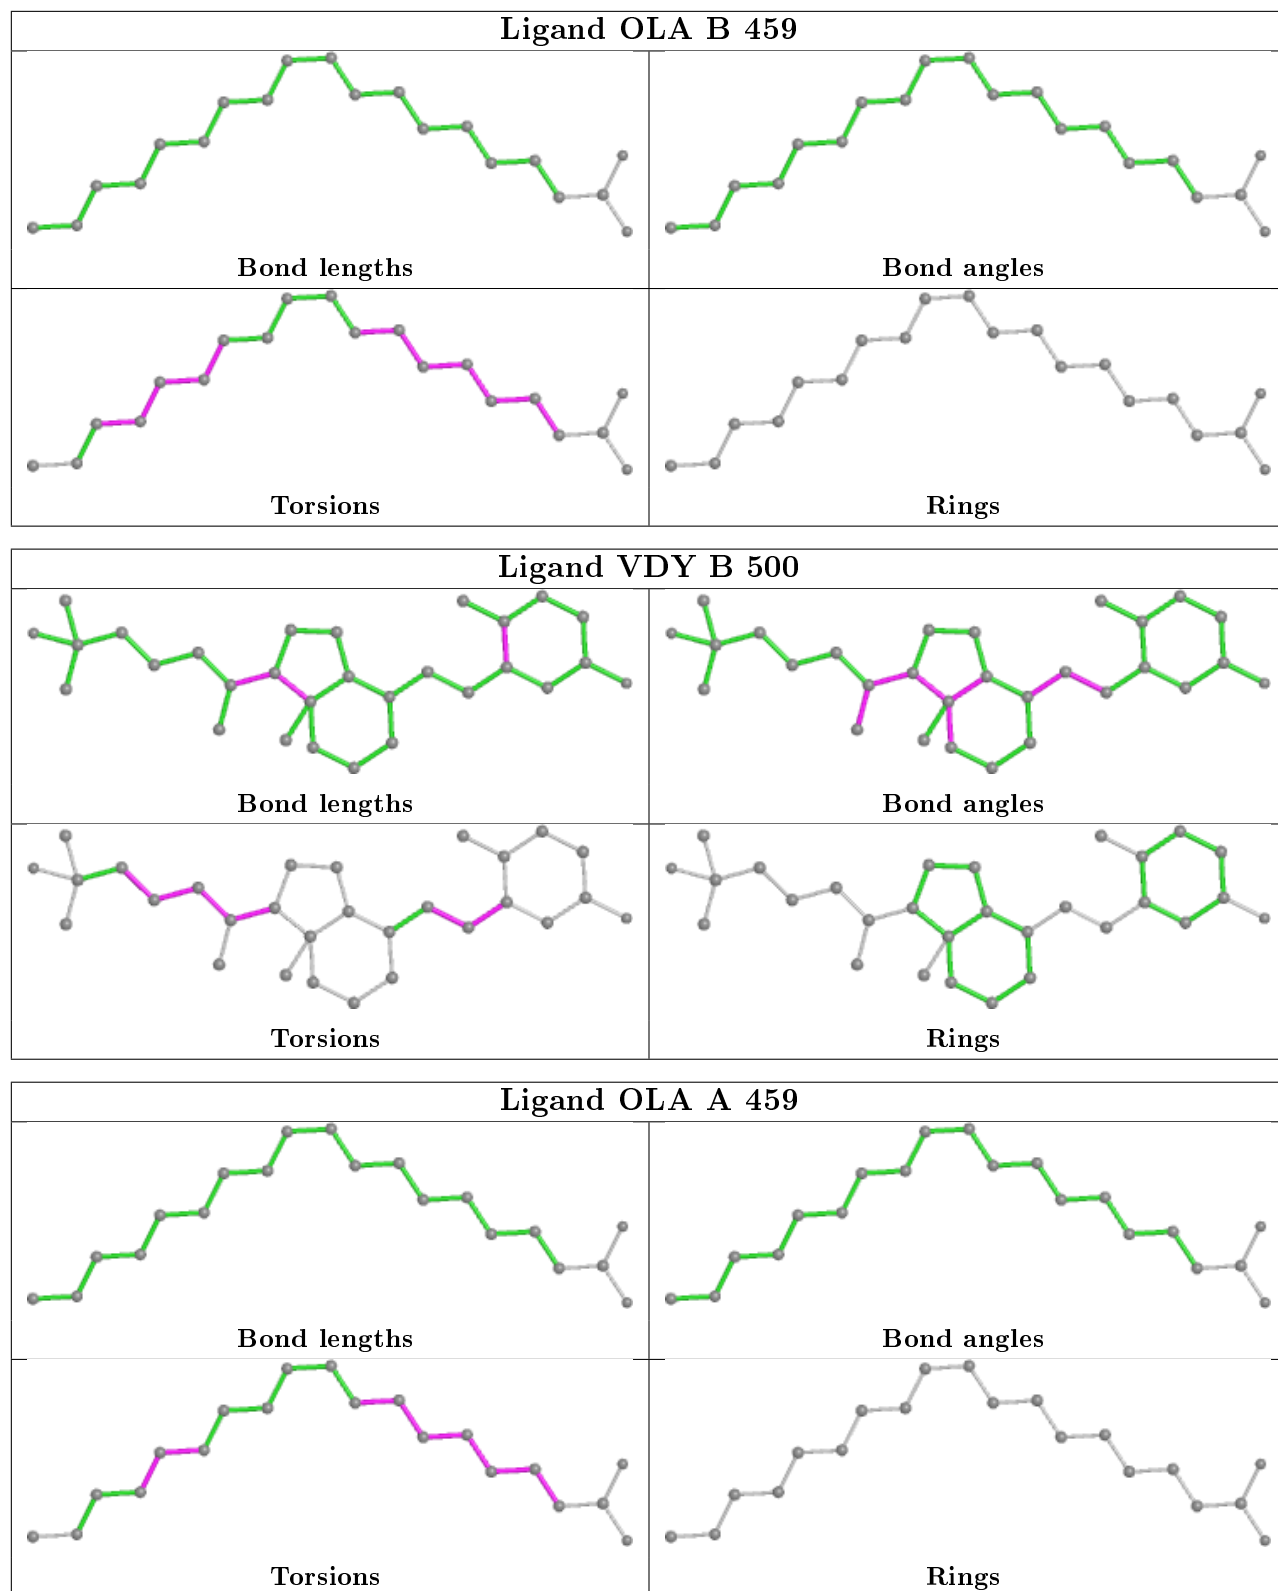 Ligand OLA B 459
Bond lengths
Bond angles
Torsions
Rings
Ligand VDY B 500
Bond lengths
Bond angles
Torsions
Rings
Ligand OLA A 459
Bond lengths
Bond angles
Torsions
Rings